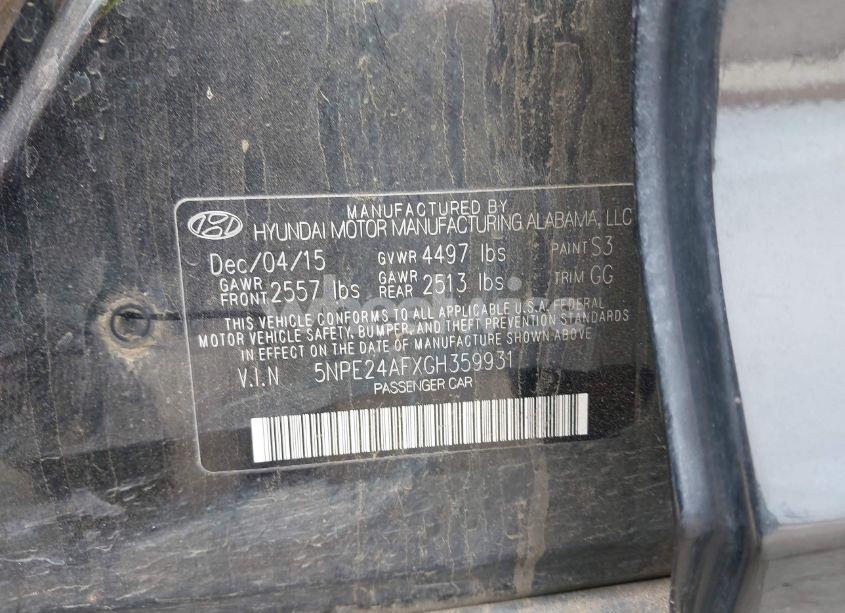 MANUFACTURED BY
HYUNDAI MOTOR MANUFACTURING ALABAMA, LLC
Dec/04/15 GVWR 4497 lbs PAINT S3
GAWR FRONT 2557 lbs GAWR REAR 2513 lbs TRIM GG
THIS VEHICLE CONFORMS TO ALL APPLICABLE U.S.A. FEDERAL
MOTOR VEHICLE SAFETY, BUMPER, AND THEFT PREVENTION STANDARDS
IN EFFECT ON THE DATE OF MANUFACTURE SHOWN ABOVE
V.I.N 5NPE24AFXGH359931
PASSENGER CAR